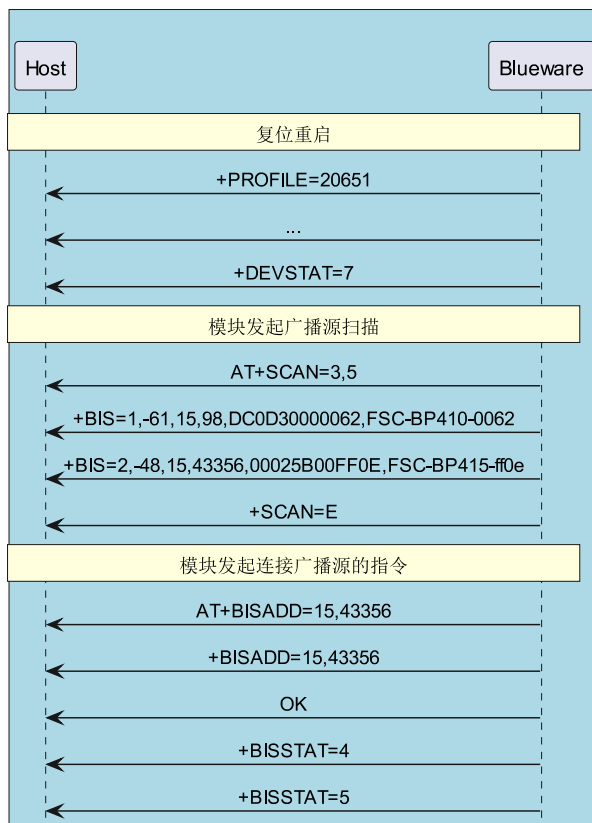 Host
Blueware
复位重启
+PROFILE=20651
...
+DEVSTAT=7
模块发起广播源扫描
AT+SCAN=3,5
+BIS=1,-61,15,98,DC0D30000062,FSC-BP410-0062
+BIS=2,-48,15,43356,00025B00FF0E,FSC-BP415-ff0e
+SCAN=E
模块发起连接广播源的指令
AT+BISADD=15,43356
+BISADD=15,43356
OK
+BISSTAT=4
+BISSTAT=5